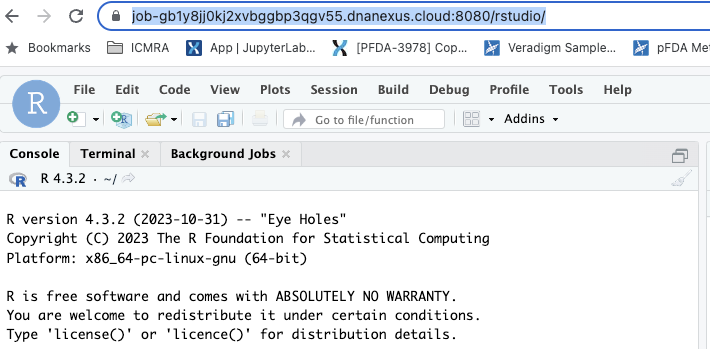 job-gb1y8jj0kj2xvbggbp3qgv55.dnanexus.cloud:8080/rstudio/
Bookmarks ICMRA App | JupyterLab... [PFDA-3978] Cop... Veradigm Sample... pFDA Met
R File Edit Code View Plots Session Build Debug Profile Tools Help
Go to file/function Addins
Console Terminal Background Jobs
R 4.3.2 · ~/
R version 4.3.2 (2023-10-31) -- "Eye Holes"
Copyright (C) 2023 The R Foundation for Statistical Computing
Platform: x86_64-pc-linux-gnu (64-bit)
R is free software and comes with ABSOLUTELY NO WARRANTY.
You are welcome to redistribute it under certain conditions.
Type 'license()' or 'licence()' for distribution details.